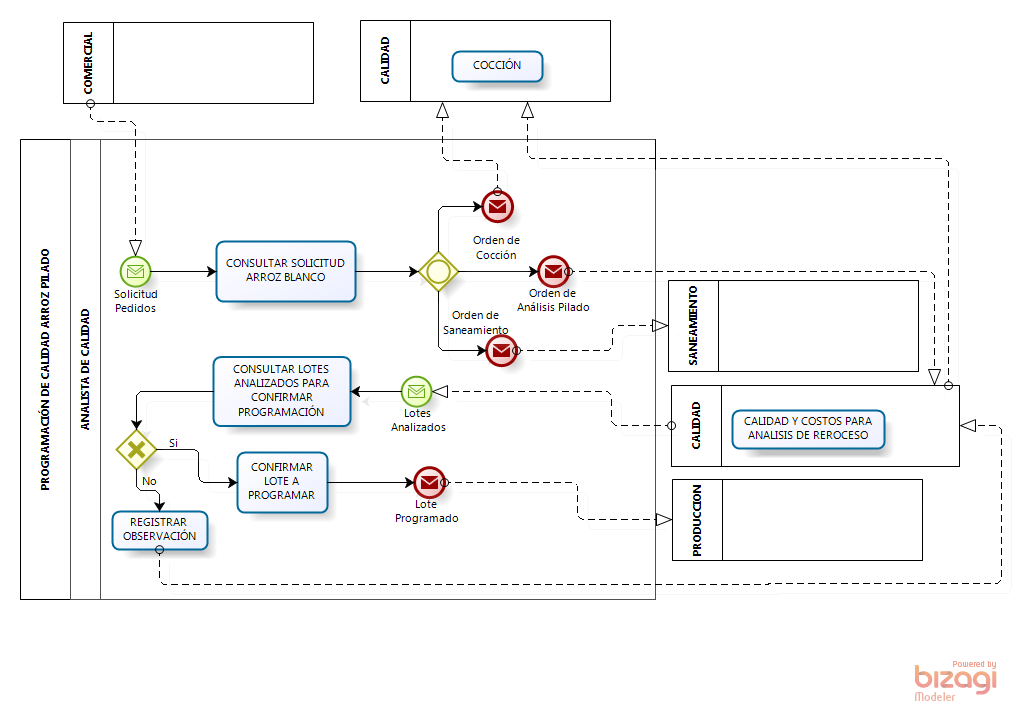 COMERCIAL
CALIDAD
COCCIÓN
PROGRAMACIÓN DE CALIDAD ARROZ PILADO
ANALISTA DE CALIDAD
Solicitud
Pedidos
CONSULTAR SOLICITUD
ARROZ BLANCO
Orden de
Cocción
Orden de
Análisis Pilado
Orden de
Saneamiento
SANEAMIENTO
CONSULTAR LOTES
ANALIZADOS PARA
CONFIRMAR
PROGRAMACIÓN
Lotes
Analizados
CALIDAD
CALIDAD Y COSTOS PARA
ANALISIS DE REROCESO
Si
No
CONFIRMAR
LOTE A
PROGRAMAR
Lote
Programado
PRODUCCION
REGISTRAR
OBSERVACIÓN
Powered by
bizagi
Modeler